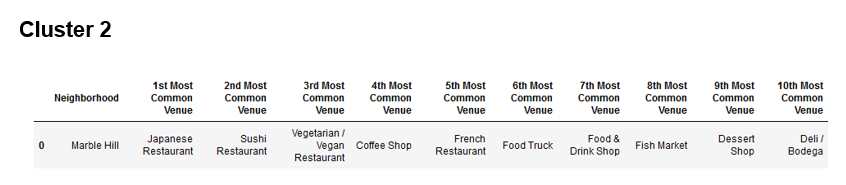 Cluster 2
Neighborhood 1st Most Common Venue 2nd Most Common Venue 3rd Most Common Venue 4th Most Common Venue 5th Most Common Venue 6th Most Common Venue 7th Most Common Venue 8th Most Common Venue 9th Most Common Venue 10th Most Common Venue
0 Marble Hill Japanese Restaurant Sushi Restaurant Vegetarian / Vegan Restaurant Coffee Shop French Restaurant Food Truck Food & Drink Shop Fish Market Dessert Shop Deli / Bodega